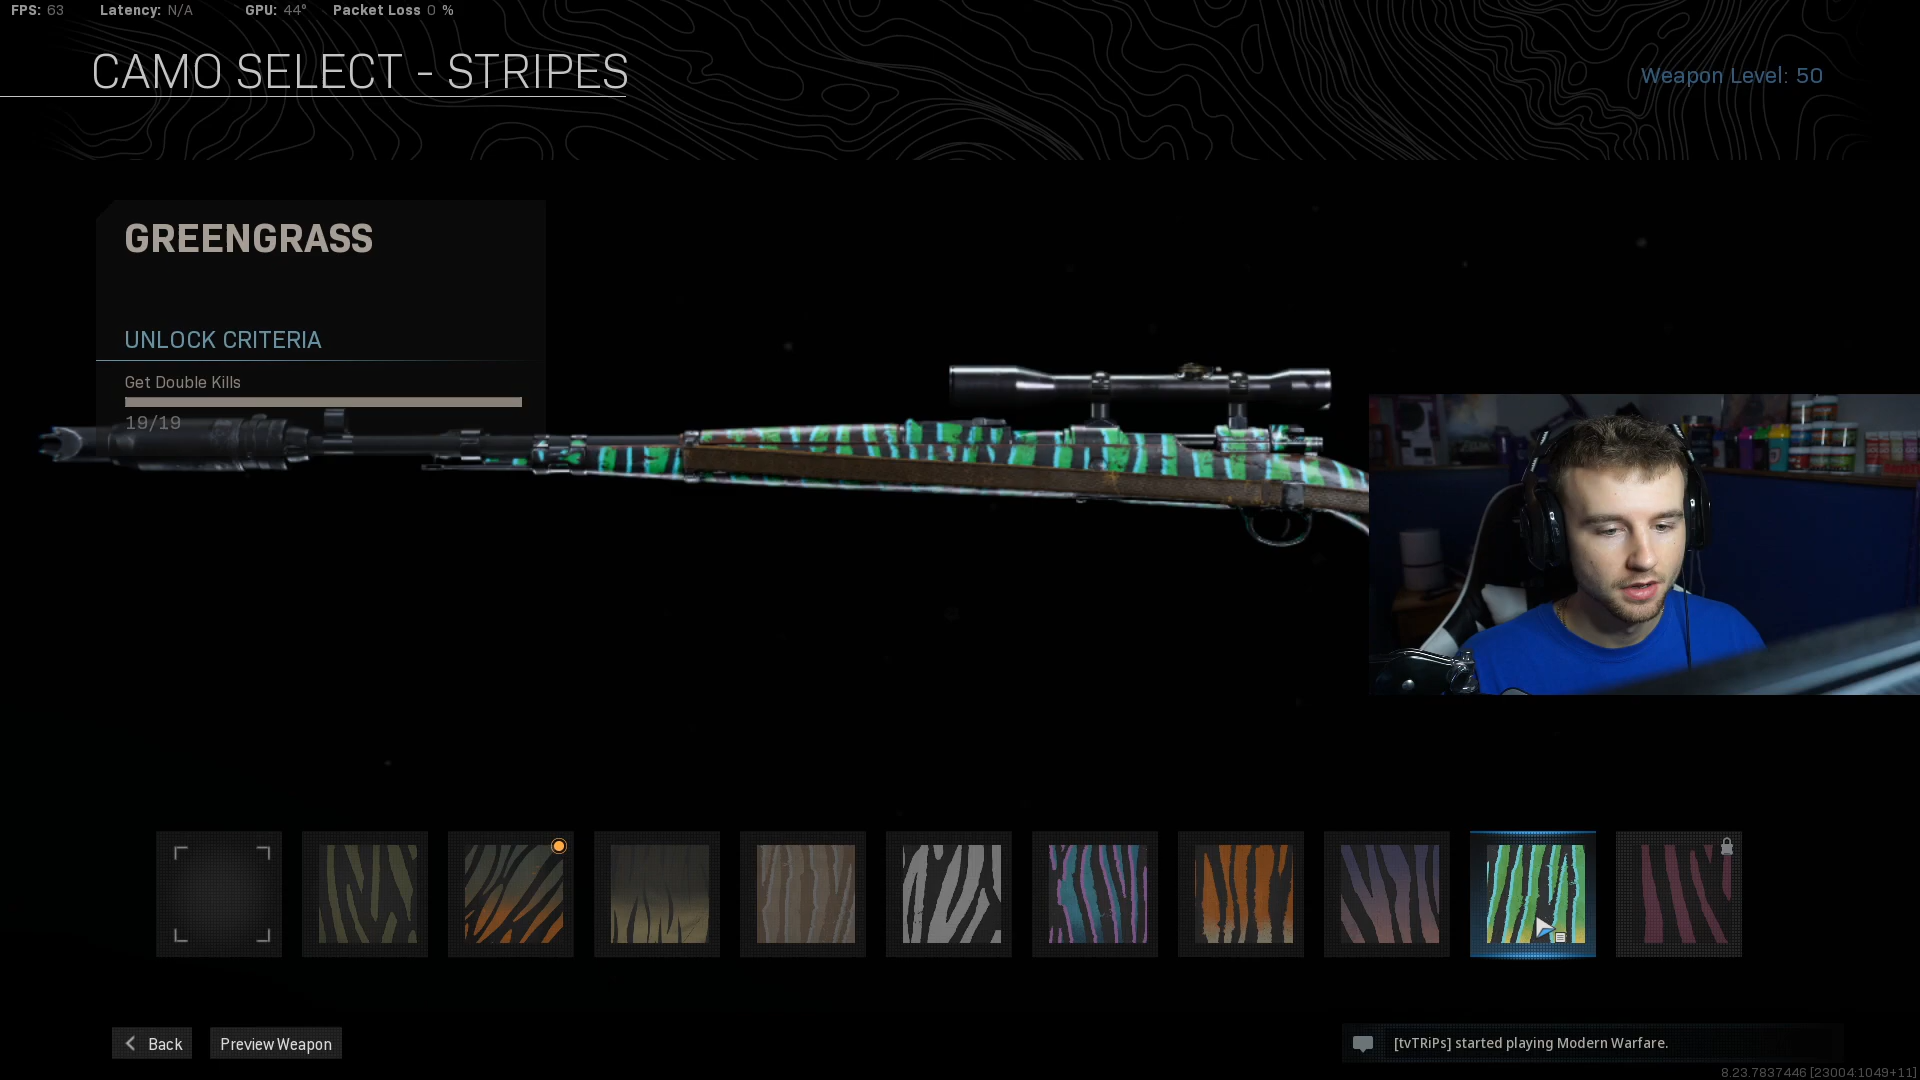 FPS: 63 Latency: N/A GPU: 44° Packet Loss 0 %
CAMO SELECT - STRIPES
Weapon Level: 50
GREENGRASS
UNLOCK CRITERIA
Get Double Kills
19/19
Back
Preview Weapon
[tvTRiPs] started playing Modern Warfare.
8.23.7837446 [23004:1049+11]